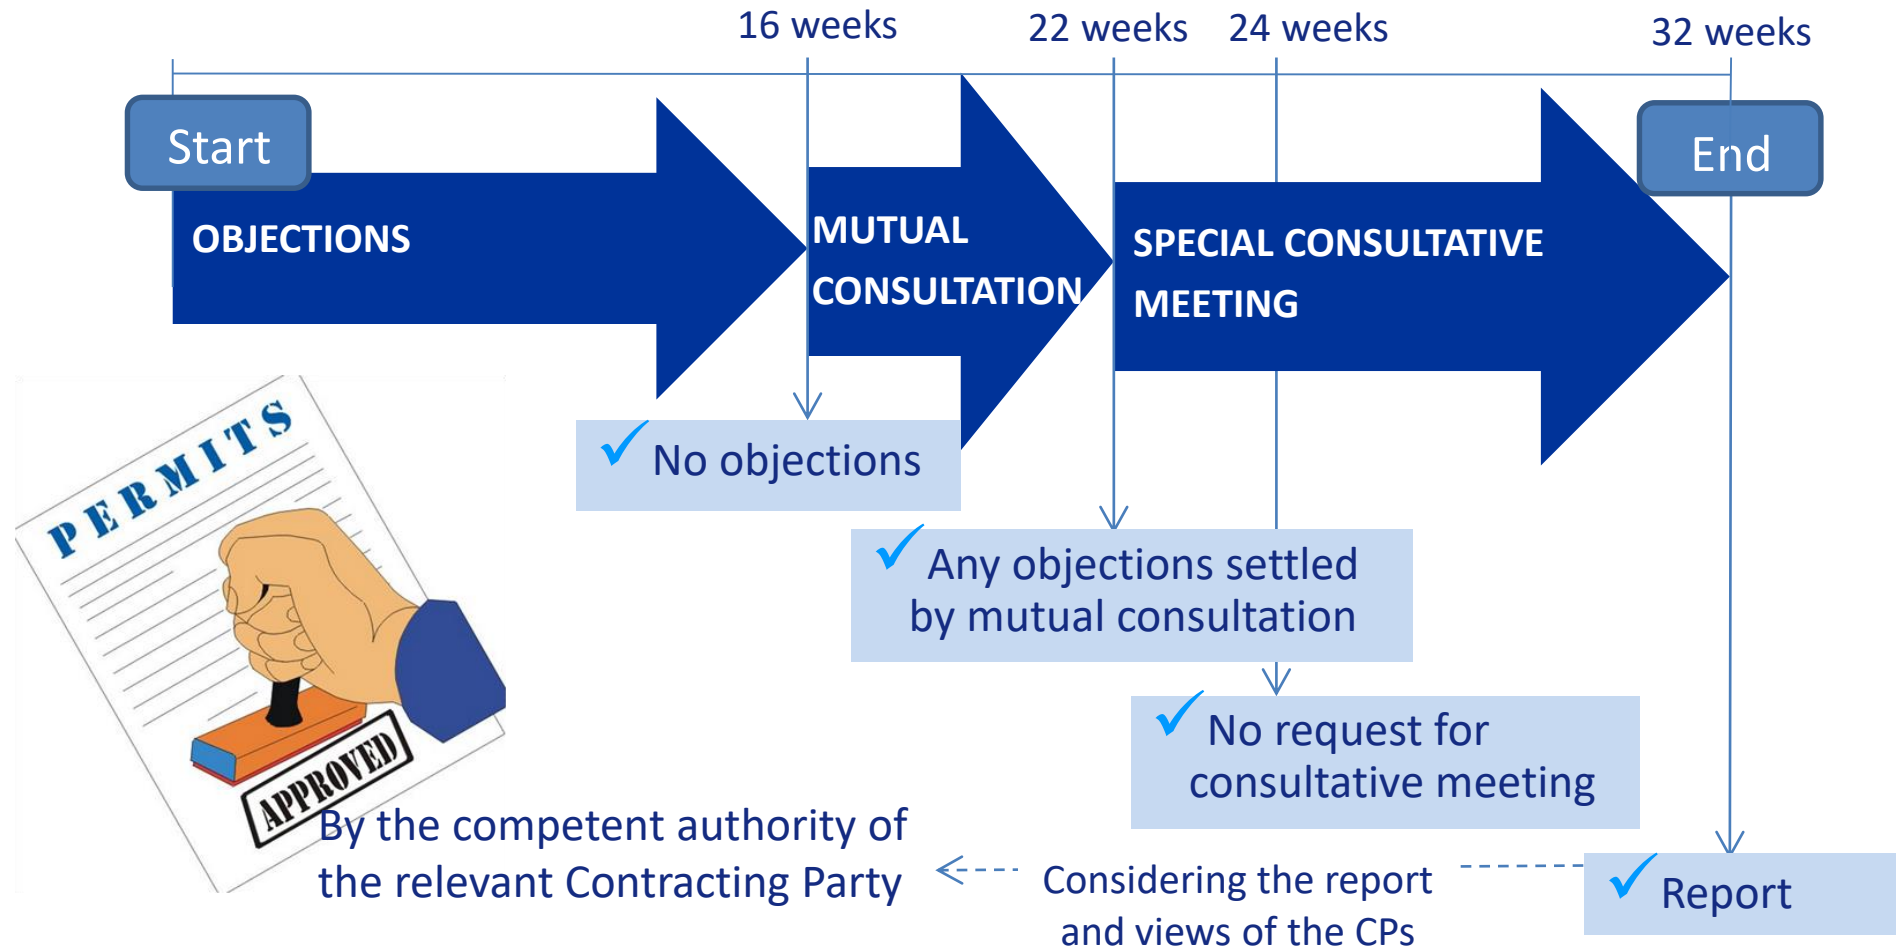 16 weeks
22 weeks
24 weeks
32 weeks
Start
End
OBJECTIONS
MUTUAL
CONSULTATION
SPECIAL CONSULTATIVE
MEETING
PERMITS
APPROVED
No objections
Any objections settled
by mutual consultation
No request for
consultative meeting
By the competent authority of
the relevant Contracting Party
Considering the report
and views of the CPs
Report